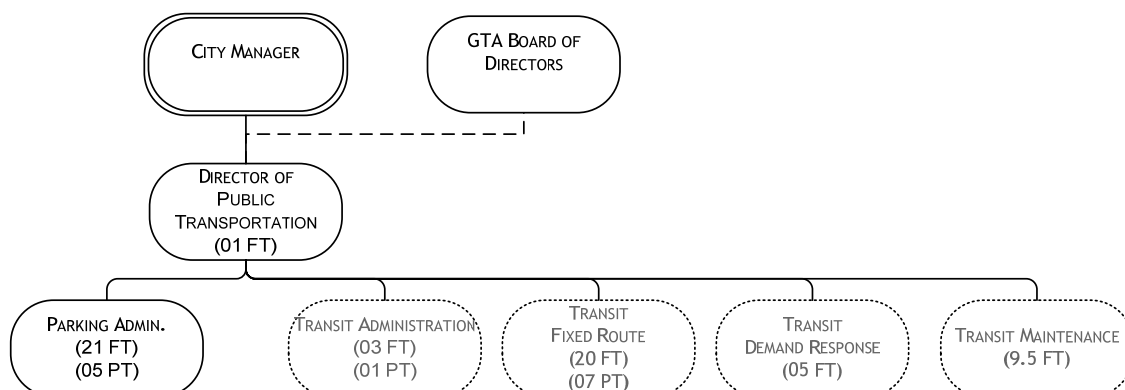 CITY MANAGER
GTA BOARD OF
DIRECTORS
DIRECTOR OF
PUBLIC
TRANSPORTATION
(01 FT)
PARKING ADMIN.
(21 FT)
(05 PT)
TRANSIT ADMINISTRATION
(03 FT)
(01 PT)
TRANSIT
FIXED ROUTE
(20 FT)
(07 PT)
TRANSIT
DEMAND RESPONSE
(05 FT)
TRANSIT MAINTENANCE
(9.5 FT)